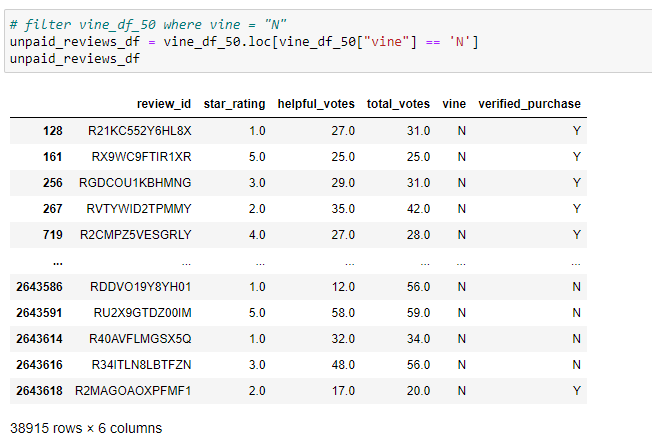 # filter vine_df_50 where vine = "N"
unpaid_reviews_df = vine_df_50.loc[vine_df_50["vine"] == 'N']
unpaid_reviews_df
review_id star_rating helpful_votes total_votes vine verified_purchase
128 R21KC552Y6HL8X 1.0 27.0 31.0 N Y
161 RX9WC9FTIR1XR 5.0 25.0 25.0 N Y
256 RGDCOU1KBHMNG 3.0 29.0 31.0 N Y
267 RVTYWID2TPMMY 2.0 35.0 42.0 N Y
719 R2CMPZ5VESGRLY 4.0 27.0 28.0 N Y
... ... ... ... ... ... ...
2643586 RDDVO19Y8YH01 1.0 12.0 56.0 N N
2643591 RU2X9GTDZ00IM 5.0 58.0 59.0 N N
2643614 R40AVFLMGSX5Q 1.0 32.0 34.0 N N
2643616 R34ITLN8LBTFZN 3.0 48.0 56.0 N N
2643618 R2MAGOAOXPFMF1 2.0 17.0 20.0 N Y
38915 rows × 6 columns